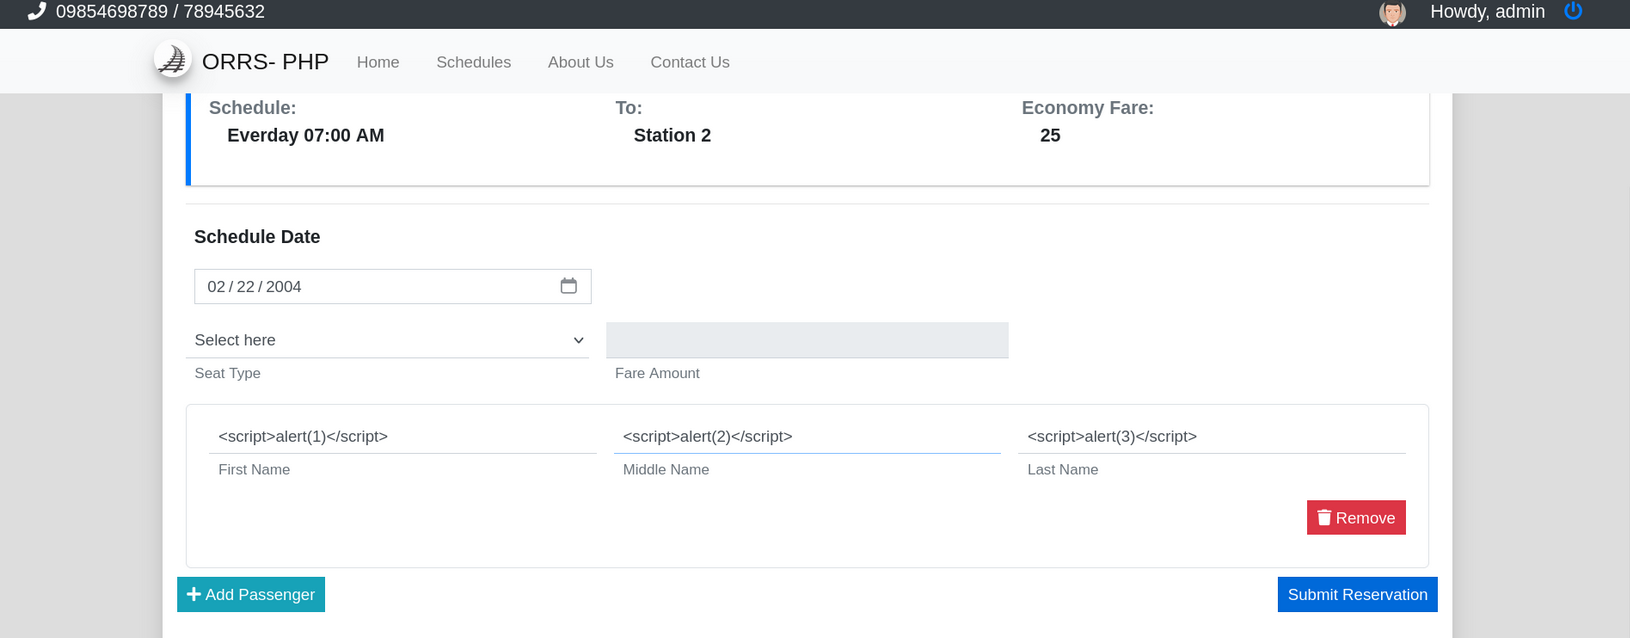 09854698789 / 78945632
Howdy, admin
ORRS- PHP
Home
Schedules
About Us
Contact Us
Schedule:
To:
Economy Fare:
Everday 07:00 AM
Station 2
25
Schedule Date
02 / 22 / 2004
Select here
Seat Type
Fare Amount
<script>alert(1)</script>
<script>alert(2)</script>
<script>alert(3)</script>
First Name
Middle Name
Last Name
Remove
Add Passenger
Submit Reservation